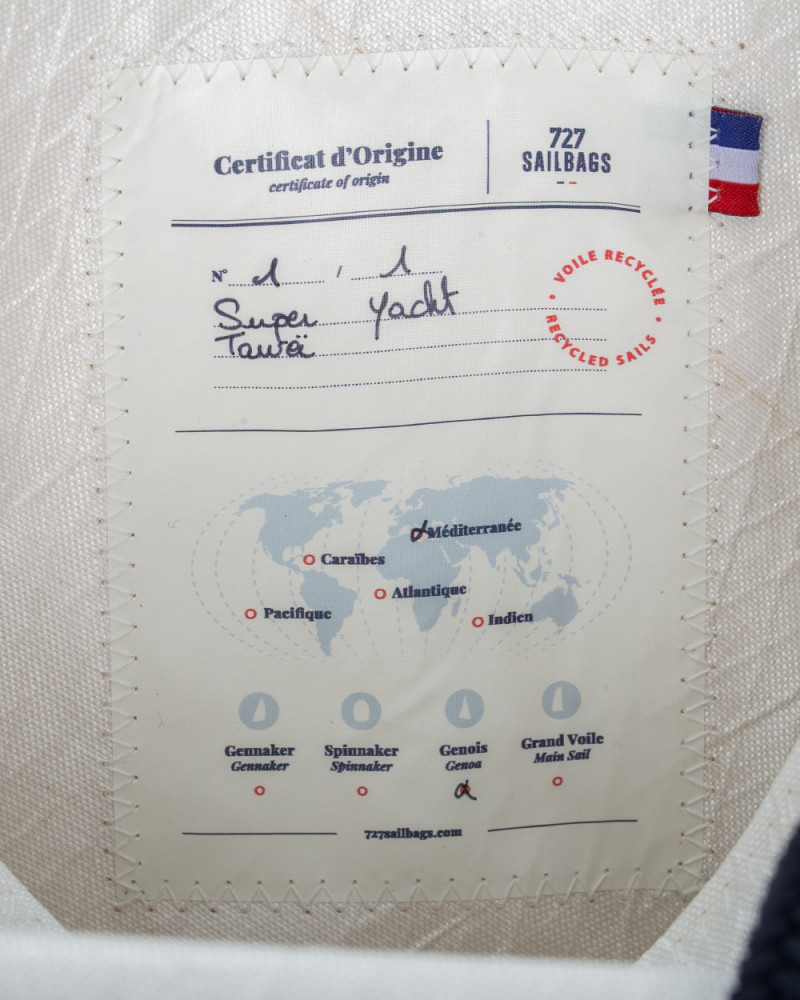 Certificat d'Origine
certificate of origin
727
SAILBAGS
N° 1 / 1
Super Yacht
VOILE RECYCLÉE
RECYCLED SAILS
Méditerranée
Caraïbes
Atlantique
Pacifique
Indien
Gennaker
Gennaker
Spinnaker
Spinnaker
Genois
Genoa
Grand Voile
Main Sail
727sailbags.com